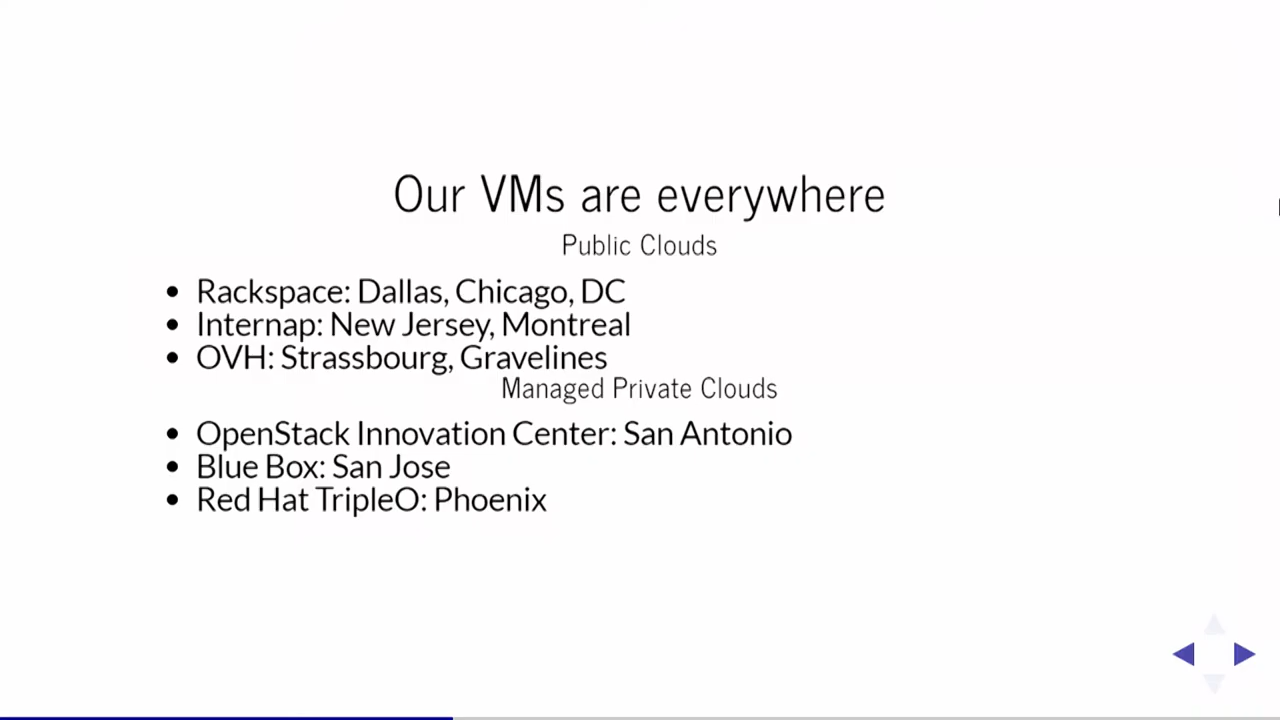 Our VMs are everywhere
Public Clouds
• Rackspace: Dallas, Chicago, DC
• Internap: New Jersey, Montreal
• OVH: Strassbourg, Gravelines
Managed Private Clouds
• OpenStack Innovation Center: San Antonio
• Blue Box: San Jose
• Red Hat TripleO: Phoenix